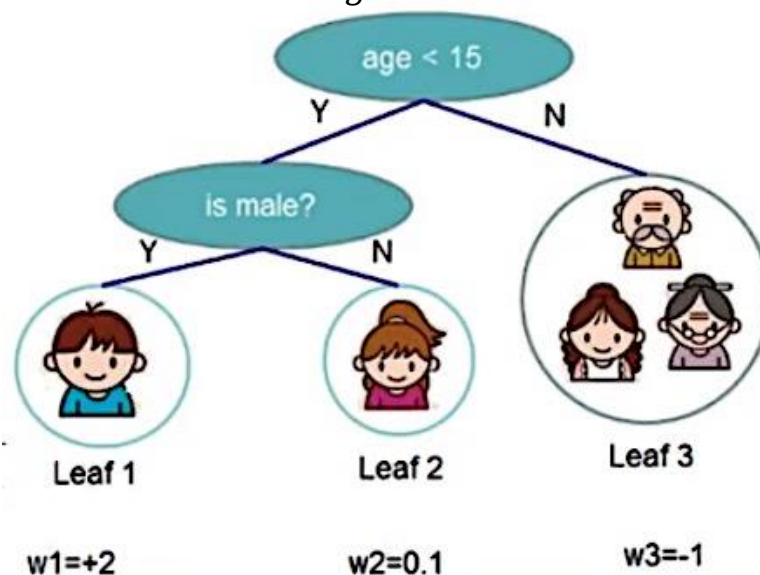 age < 15
Y
N
is male?
Y
N
Leaf 1
Leaf 2
Leaf 3
w1=+2
w2=0.1
w3=-1